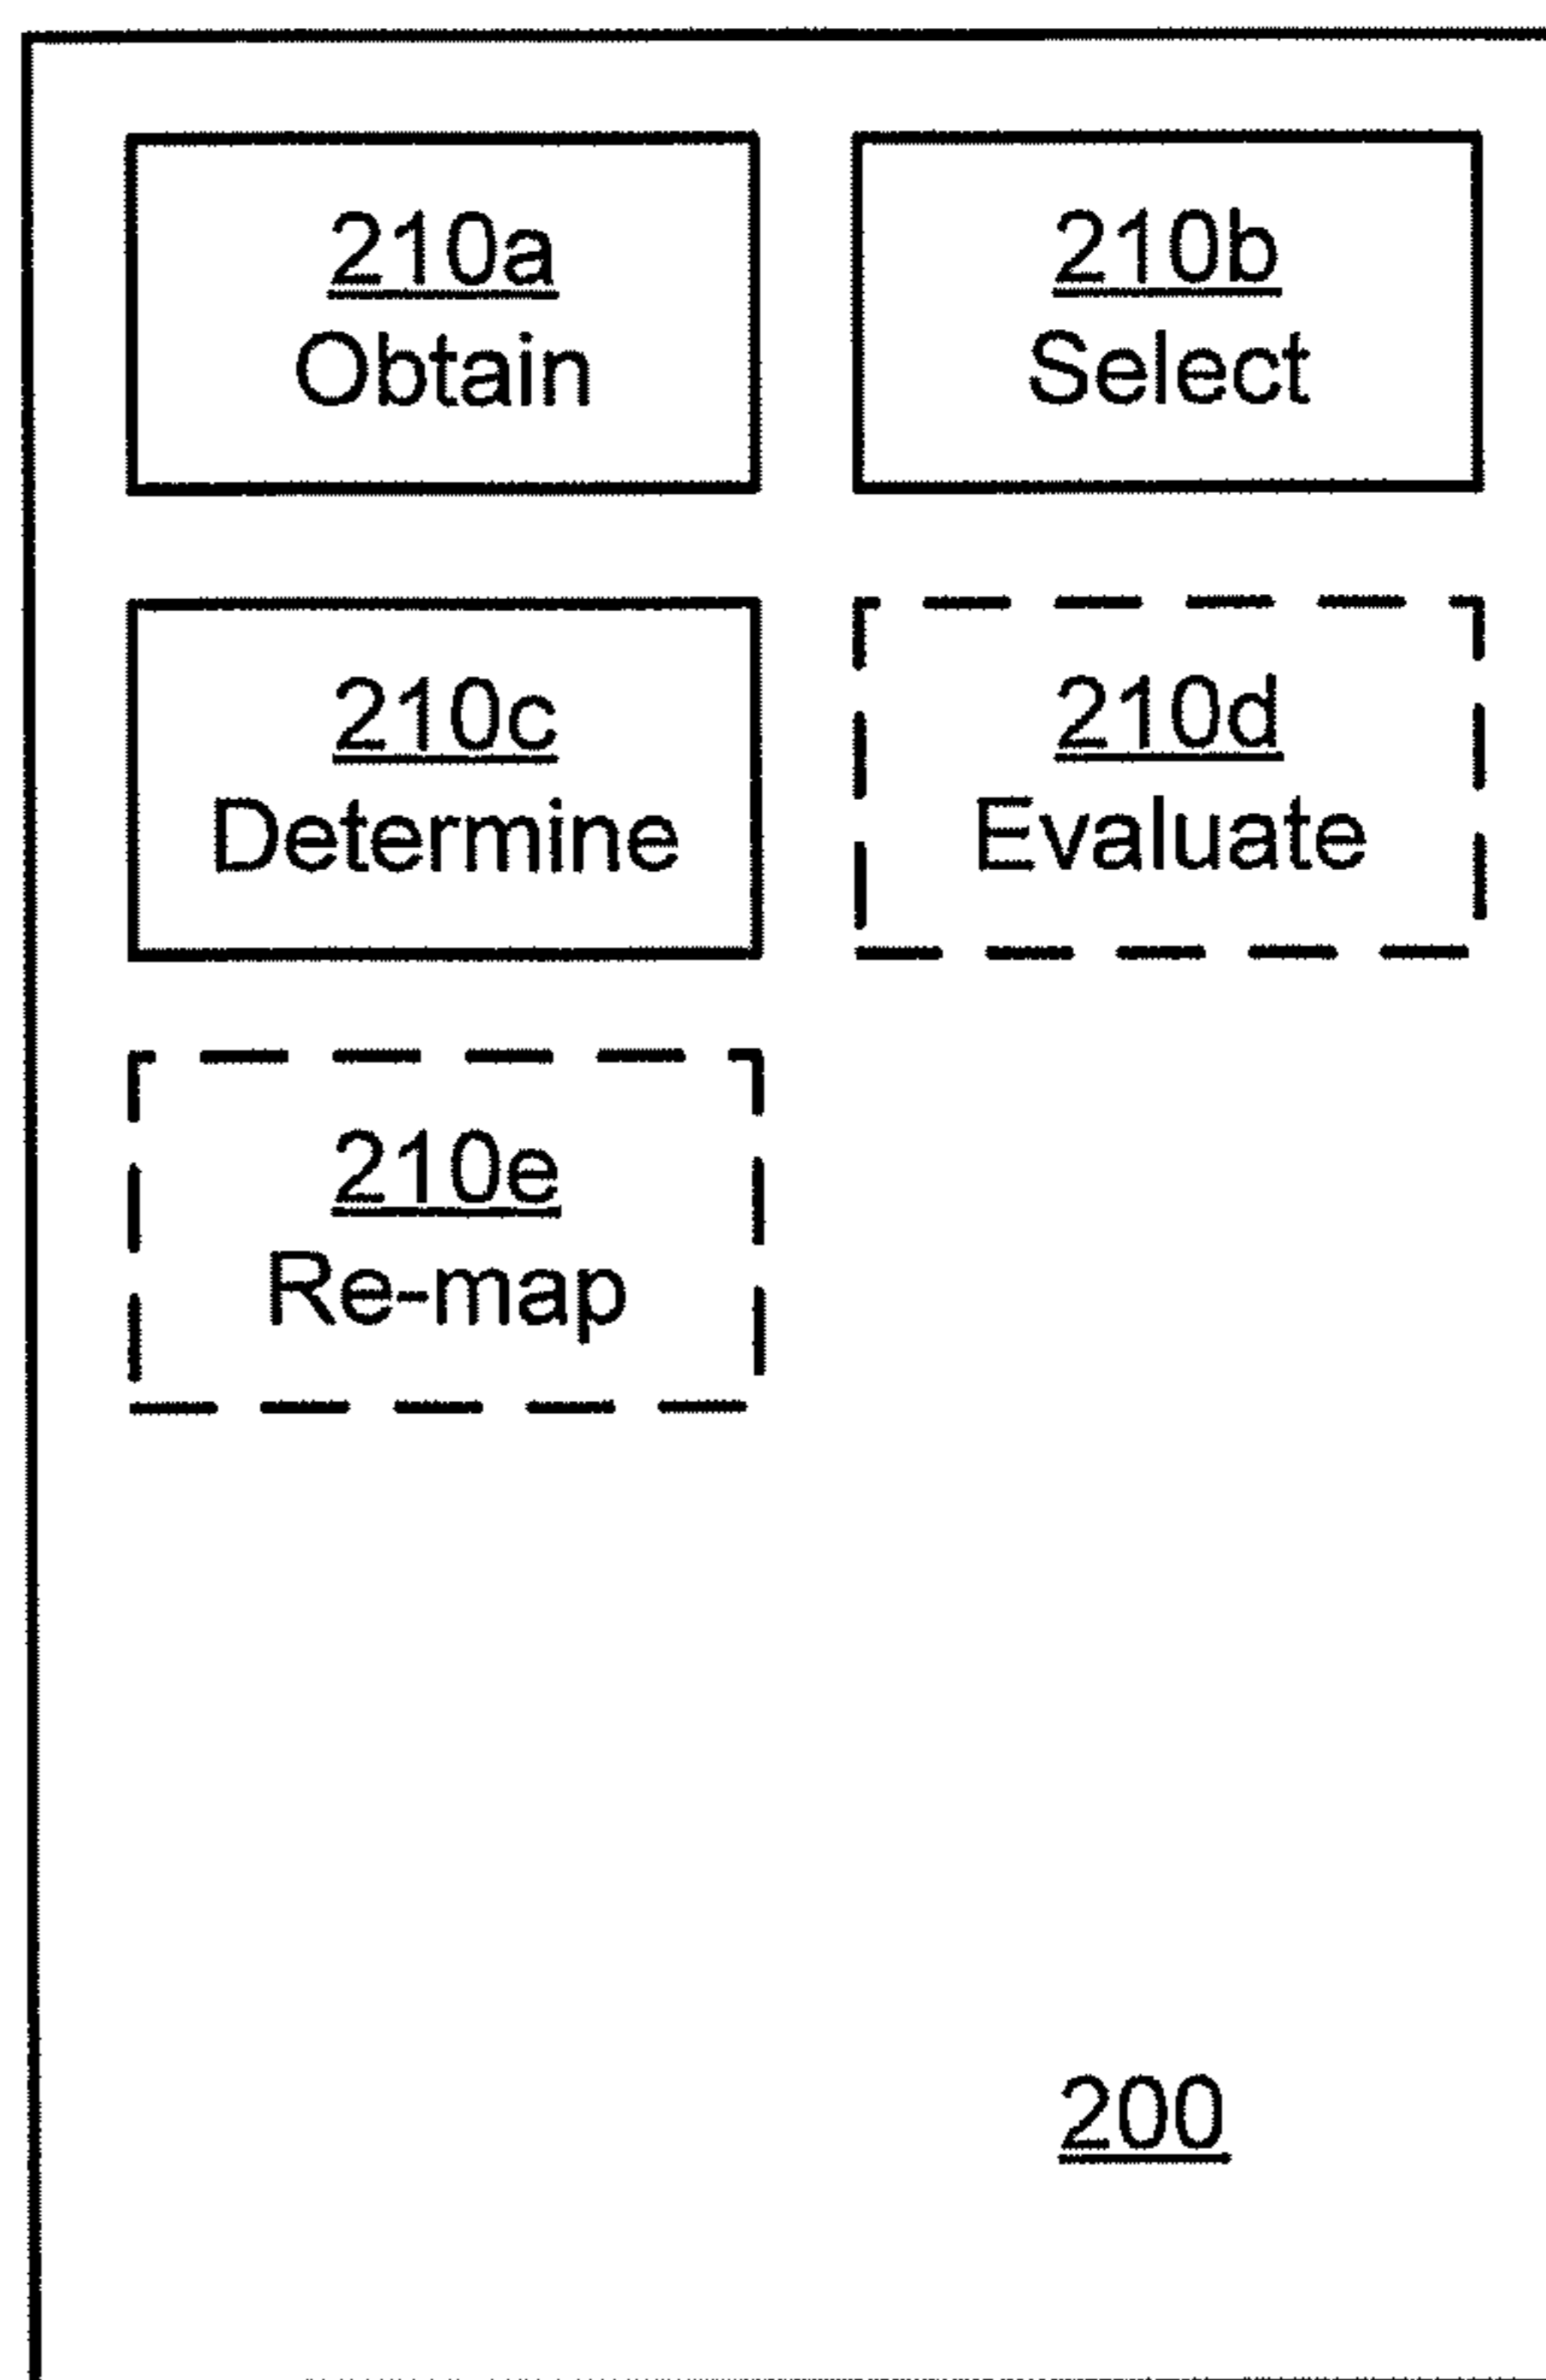 210a
Obtain
210b
Select
210c
Determine
210d
Evaluate
210e
Re-map
200